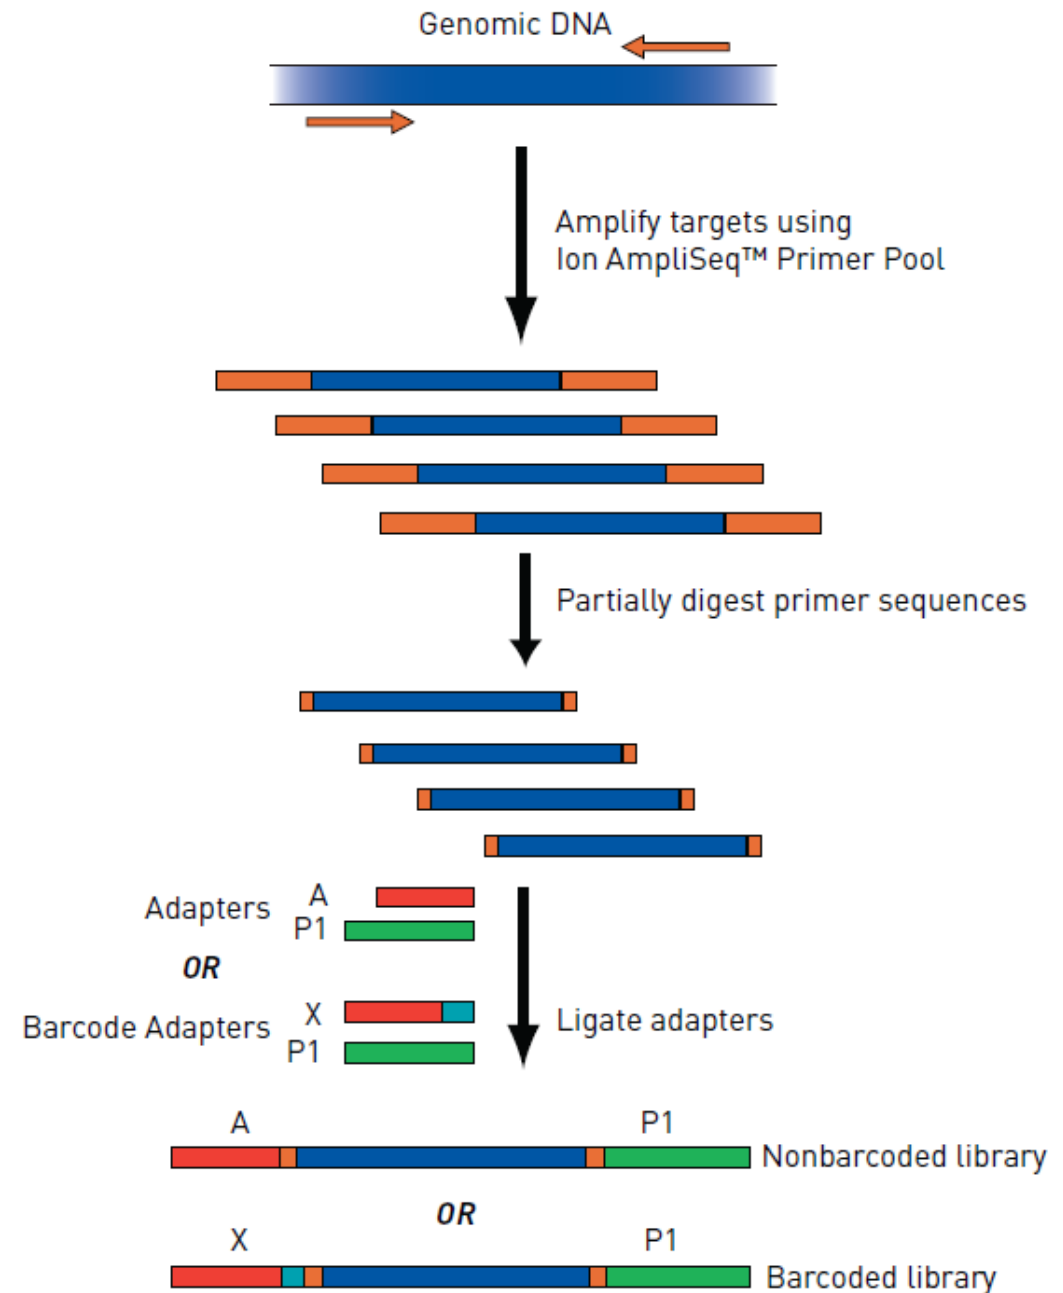 Genomic DNA
Amplify targets using
Ion AmpliSeq™ Primer Pool
Partially digest primer sequences
Adapters
A
P1
OR
Barcode Adapters
X
P1
Ligate adapters
A
P1
Nonbarcoded library
OR
X
P1
Barcoded library